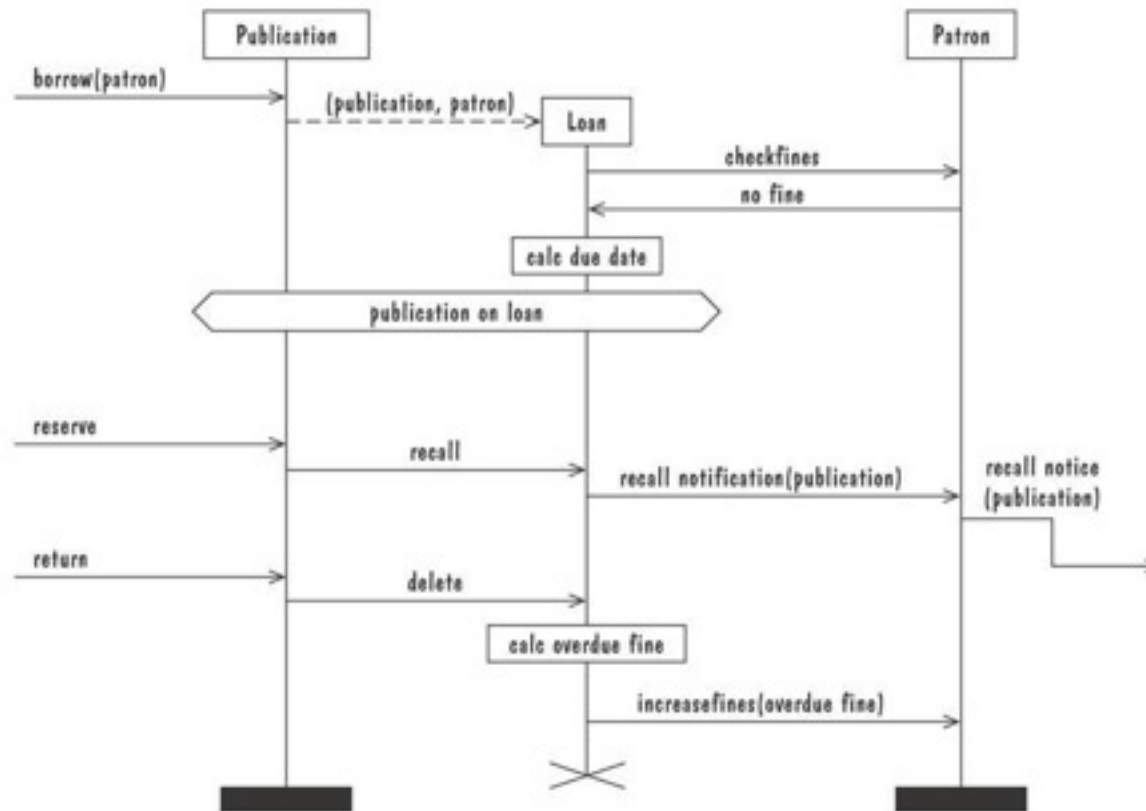 Publication
Patron
borrow(patron)
(publication, patron)
Loan
checkfines
no fine
calc due date
publication on loan
reserve
recall
recall notification(publication)
recall notice
(publication)
return
delete
calc overdue fine
increasefines(overdue fine)